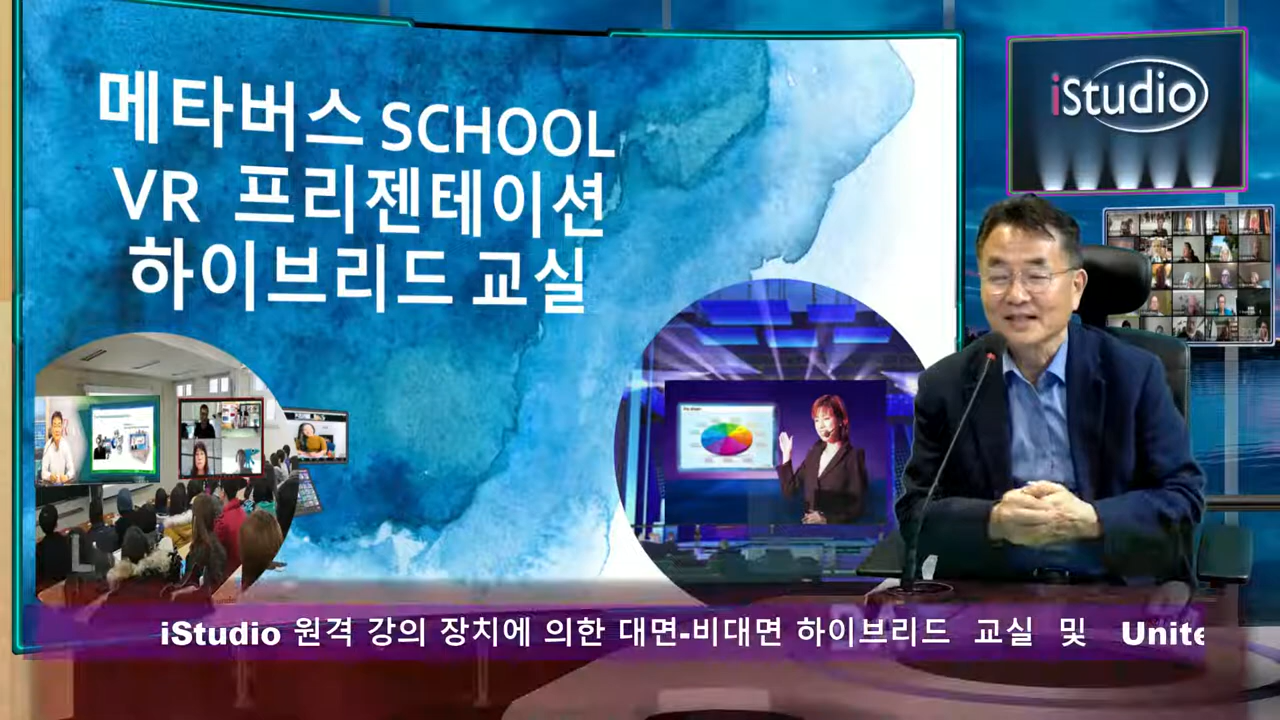 메타버스 SCHOOL
VR 프리젠테이션
하이브리드 교실
iStudio
iStudio 원격 강의 장치에 의한 대면-비대면 하이브리드 교실 및 Unite